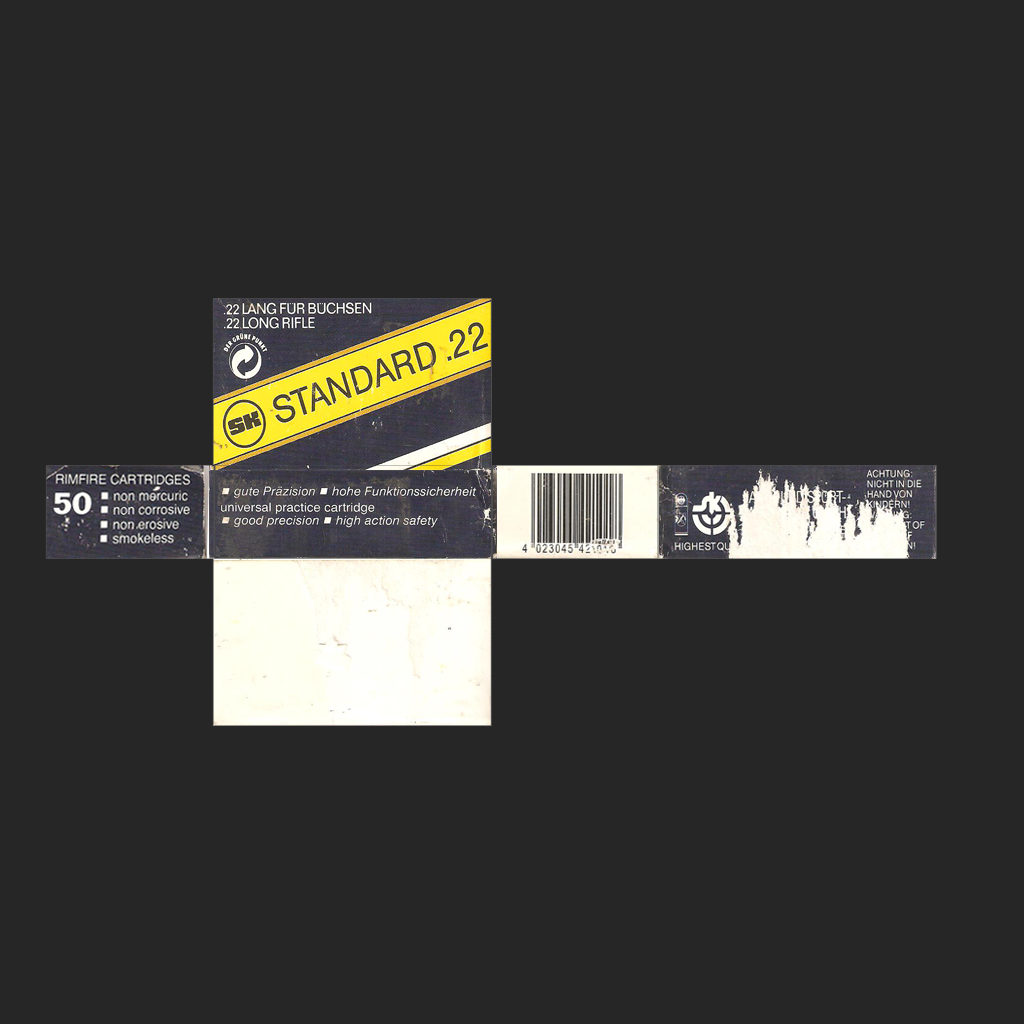 .22 LANG FÜR BÜCHSEN
.22 LONG RIFLE
DER GRÜNE PUNKT
STANDARD .22
SK
RIMFIRE CARTRIDGES
50
non mercuric
non corrosive
non erosive
smokeless
gute Präzision hohe Funktionssicherheit
universal practice cartridge
good precision high action safety
4 023045 42
ACHTUNG:
NICHT IN DIE
HAND VON
KINDERN!
OF
HIGHEST